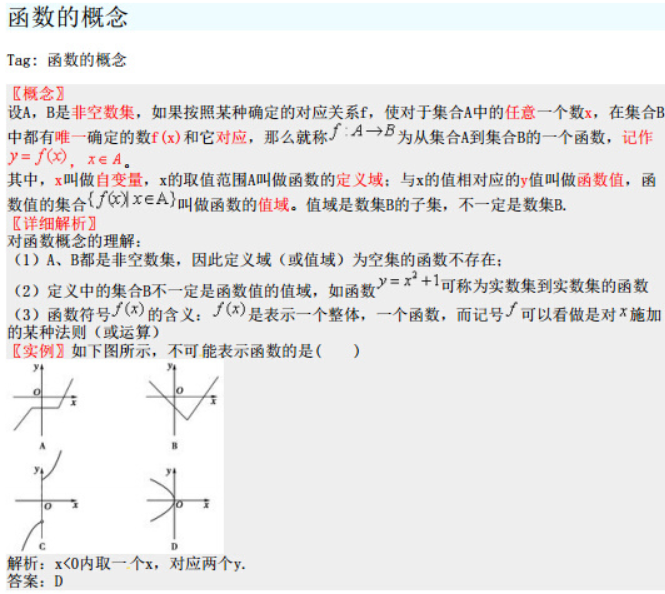 函数的概念
Tag: 函数的概念
〖概念〗
设A，B是非空数集，如果按照某种确定的对应关系f，使对于集合A中的任意一个数x，在集合B
中都有唯一确定的数f(x)和它对应，那么就称f:A→B为从集合A到集合B的一个函数，记作
y=f(x)，x∈A。
其中，x叫做自变量，x的取值范围A叫做函数的定义域；与x的值相对应的y值叫做函数值，函
数值的集合{f(x)|x∈A}叫做函数的值域。值域是数集B的子集，不一定是数集B.
〖详细解析〗
对函数概念的理解：
（1）A、B都是非空数集，因此定义域（或值域）为空集的函数不存在；
（2）定义中的集合B不一定是函数值的值域，如函数y=x²+1可称为实数集到实数集的函数
（3）函数符号f(x)的含义：f(x)是表示一个整体，一个函数，而记号f可以看做是对x施加
的某种法则（或运算）
〖实例〗如下图所示，不可能表示函数的是(　　)
y y
O x O x
A B
y y
O x O x
C D
解析：x<0内取一个x，对应两个y.
答案：D